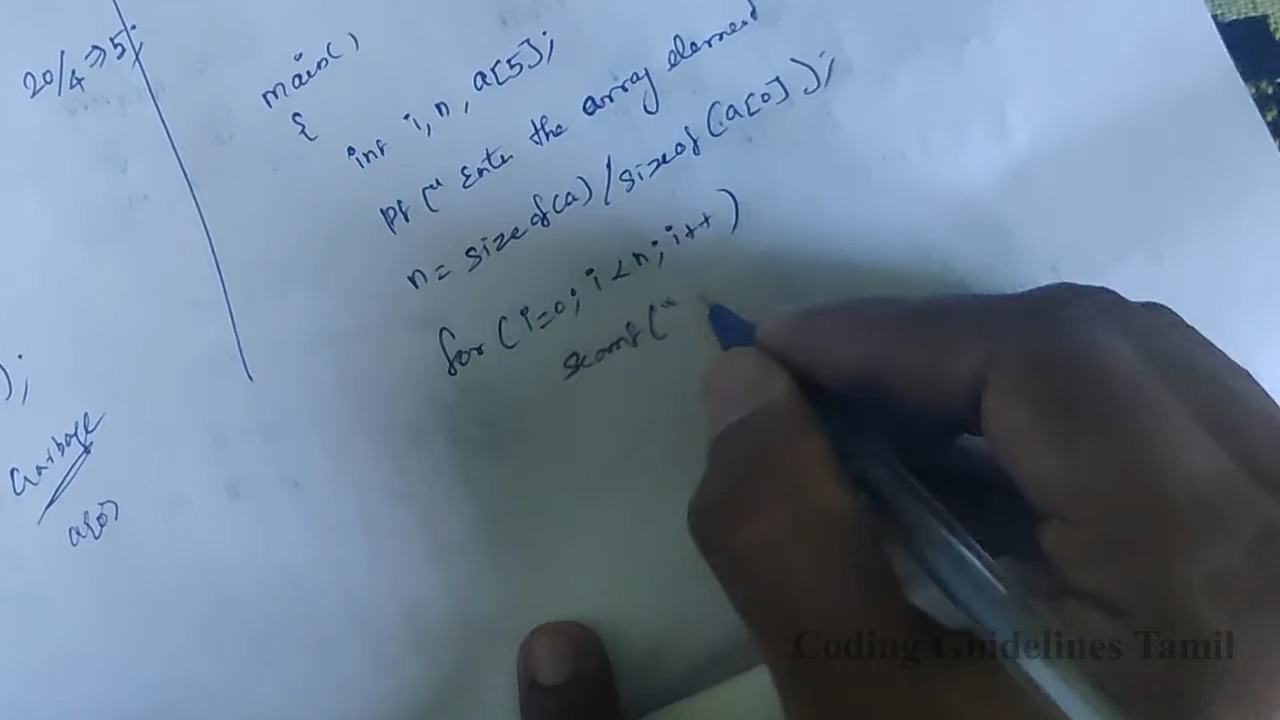 20/4 ⇒ 5;
main()
{
int i, n, a[5];
pf(" Enter the array element
n = sizeof(a) / sizeof(a[0]);
for (i=0; i<n; i++)
scanf("
);
Garbage
a[0]
Coding Guidelines Tamil